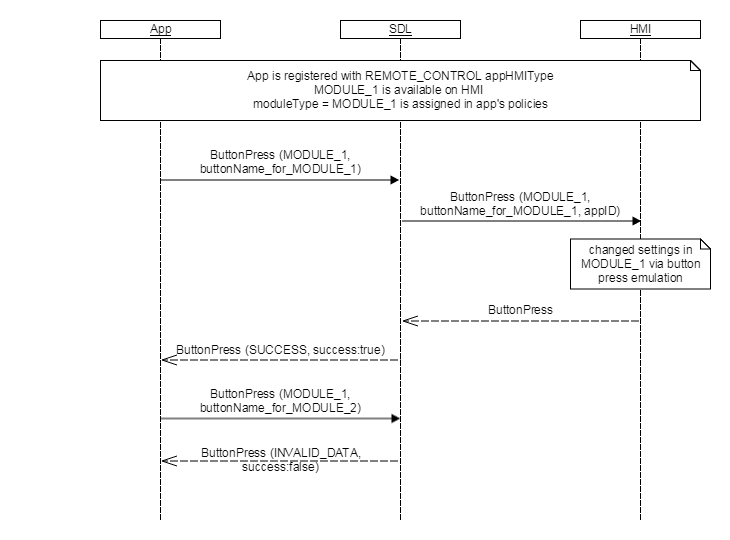 App
SDL
HMI
App is registered with REMOTE_CONTROL appHMIType
MODULE_1 is available on HMI
moduleType = MODULE_1 is assigned in app's policies
ButtonPress (MODULE_1,
buttonName_for_MODULE_1)
ButtonPress (MODULE_1,
buttonName_for_MODULE_1, appID)
changed settings in
MODULE_1 via button
press emulation
ButtonPress
ButtonPress (SUCCESS, success:true)
ButtonPress (MODULE_1,
buttonName_for_MODULE_2)
ButtonPress (INVALID_DATA,
success:false)